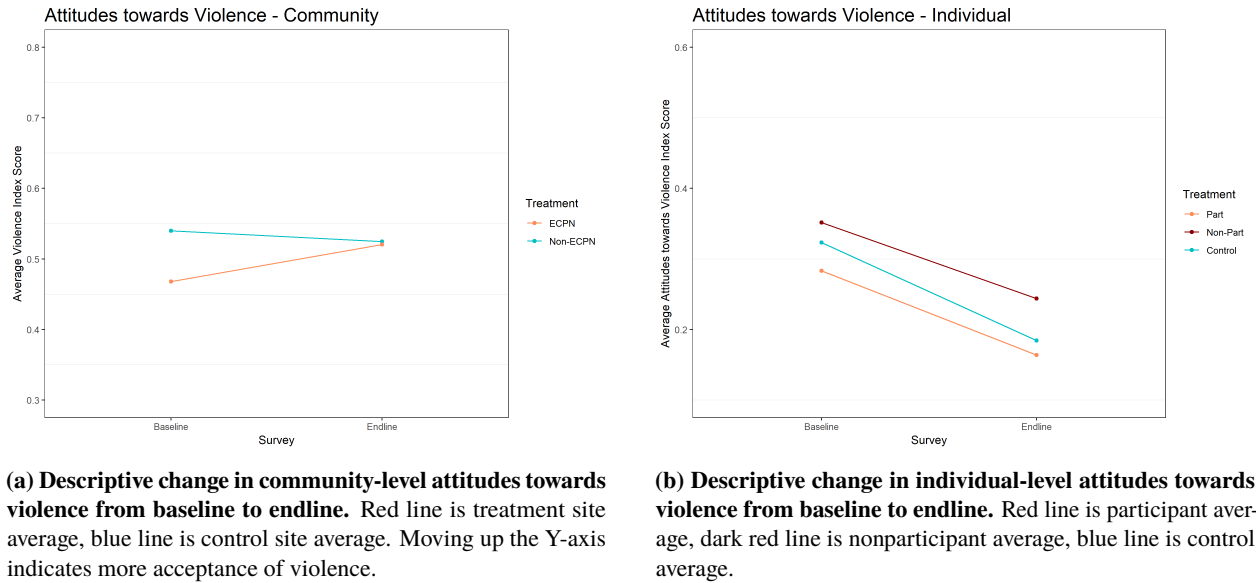 Attitudes towards Violence - Community
0.8
0.7
0.6
0.5
0.4
0.3
Average Violence Index Score
Baseline
Endline
Survey
Treatment
ECPN
Non-ECPN
(a) Descriptive change in community-level attitudes towards
violence from baseline to endline. Red line is treatment site
average, blue line is control site average. Moving up the Y-axis
indicates more acceptance of violence.
Attitudes towards Violence - Individual
0.6
0.4
0.2
Average Attitudes towards Violence Index Score
Baseline
Endline
Survey
Treatment
Part
Non-Part
Control
(b) Descriptive change in individual-level attitudes towards
violence from baseline to endline. Red line is participant aver-
age, dark red line is nonparticipant average, blue line is control
average.